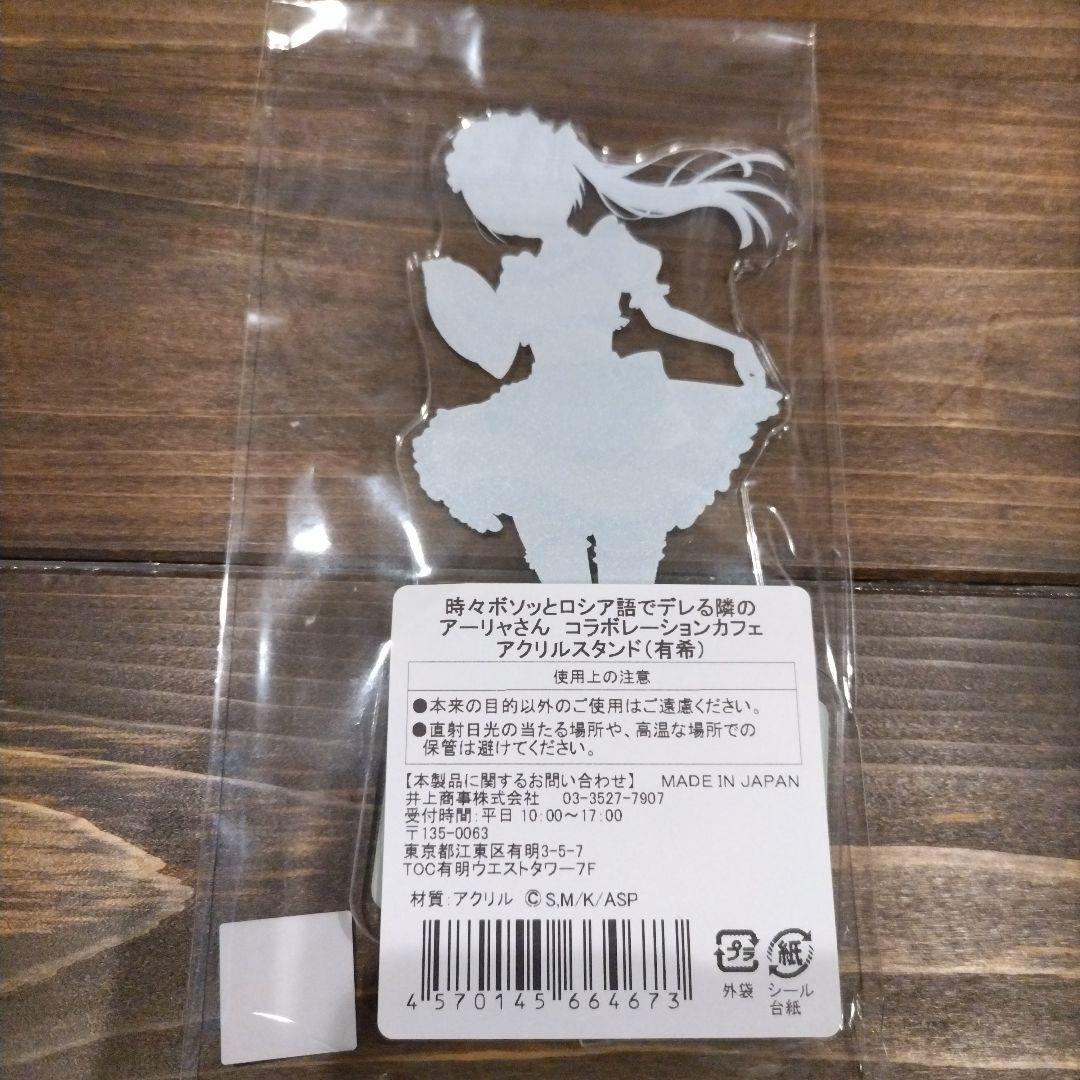 時々ボソッとロシア語でデレる隣の
アーリャさん コラボレーションカフェ
アクリルスタンド(有希)
使用上の注意
●本来の目的以外のご使用はご遠慮ください。
●直射日光の当たる場所や、高温な場所での
保管は避けてください。
【本製品に関するお問い合わせ】 MADE IN JAPAN
井上商事株式会社 03-3527-7907
受付時間:平日 10:00～17:00
〒135-0063
東京都江東区有明3-5-7
TOC有明ウエストタワー7F
材質:アクリル ©S,M/K/ASP
4 570145 664673
プラ 紙
外袋 シール
台紙